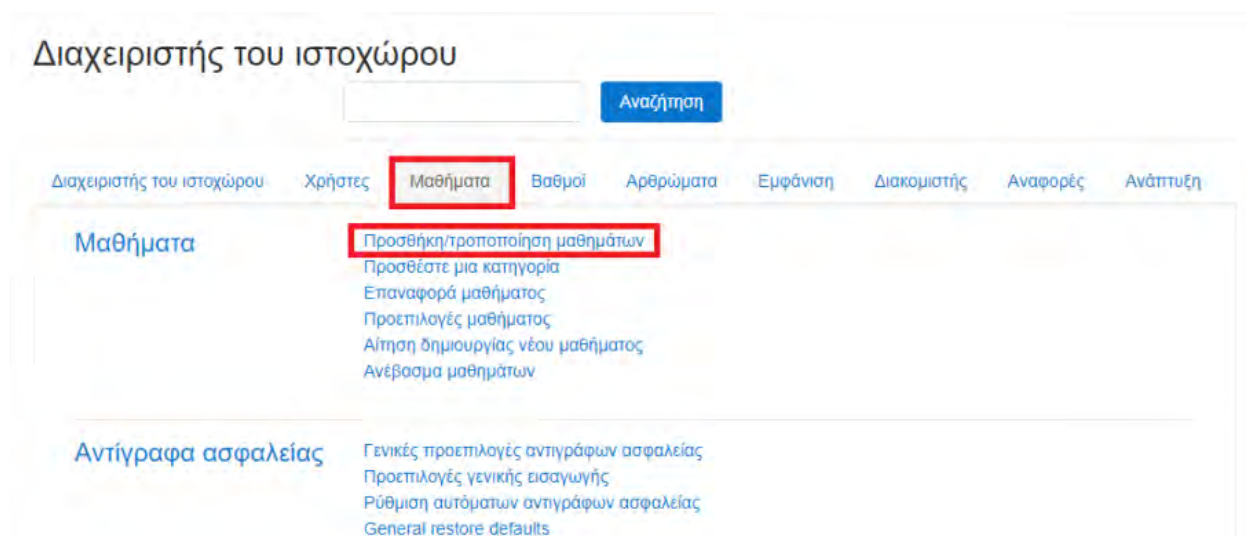 Διαχειριστής του ιστοχώρου
Αναζήτηση
Διαχειριστής του ιστοχώρου Χρήστες Μαθήματα Βαθμοί Αρθρώματα Εμφάνιση Διακομιστής Αναφορές Ανάπτυξη
Μαθήματα Προσθήκη/τροποποίηση μαθημάτων
Προσθέστε μια κατηγορία
Επαναφορά μαθήματος
Προεπιλογές μαθήματος
Αίτηση δημιουργίας νέου μαθήματος
Ανέβασμα μαθημάτων
Αντίγραφα ασφαλείας Γενικές προεπιλογές αντιγράφων ασφαλείας
Προεπιλογές γενικής εισαγωγής
Ρύθμιση αυτόματων αντιγράφων ασφαλείας
General restore defaults